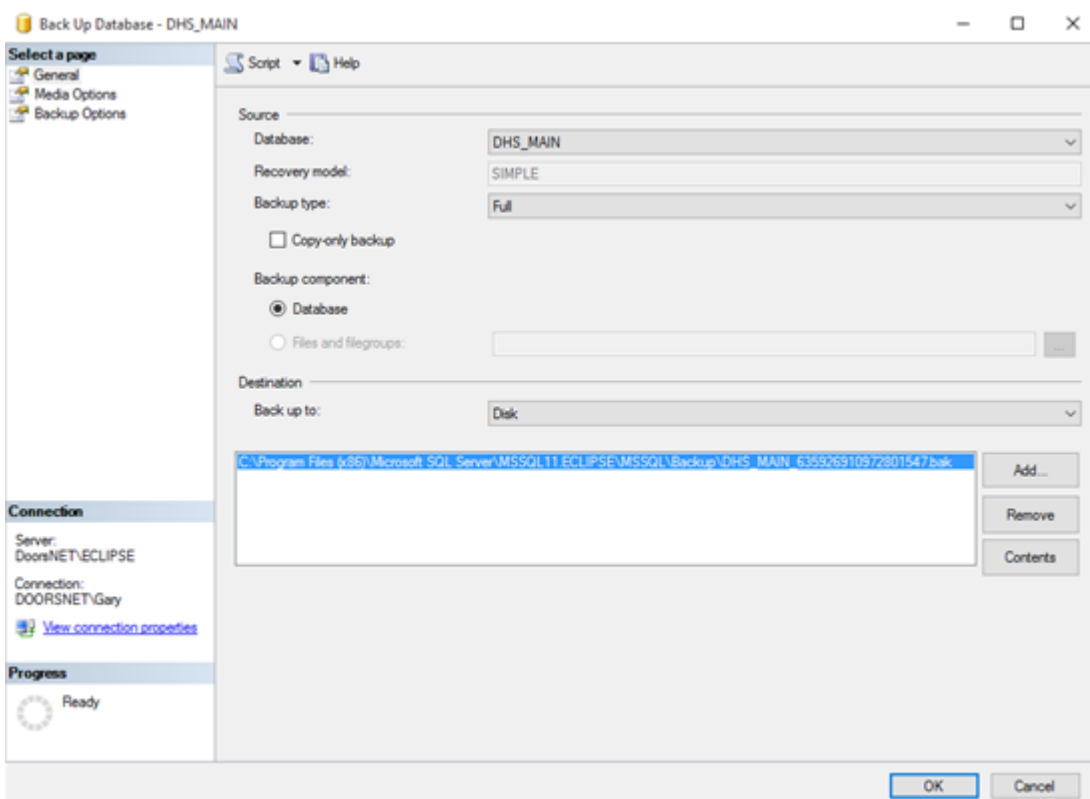 Back Up Database - DHS_MAIN
Select a page
General
Media Options
Backup Options
Script
Help
Source
Database:
DHS_MAIN
Recovery model:
SIMPLE
Backup type:
Full
Copy-only backup
Backup component:
Database
Files and filegroups:
...
Destination
Back up to:
Disk
C:\Program Files (x86)\Microsoft SQL Server\MSSQL11.ECLIPSE\MSSQL\Backup\DHS_MAIN_635926910972801547.bak
Add...
Remove
Contents
Connection
Server:
DoorsNET\ECLIPSE
Connection:
DOORSNET\Gary
View connection properties
Progress
Ready
OK
Cancel